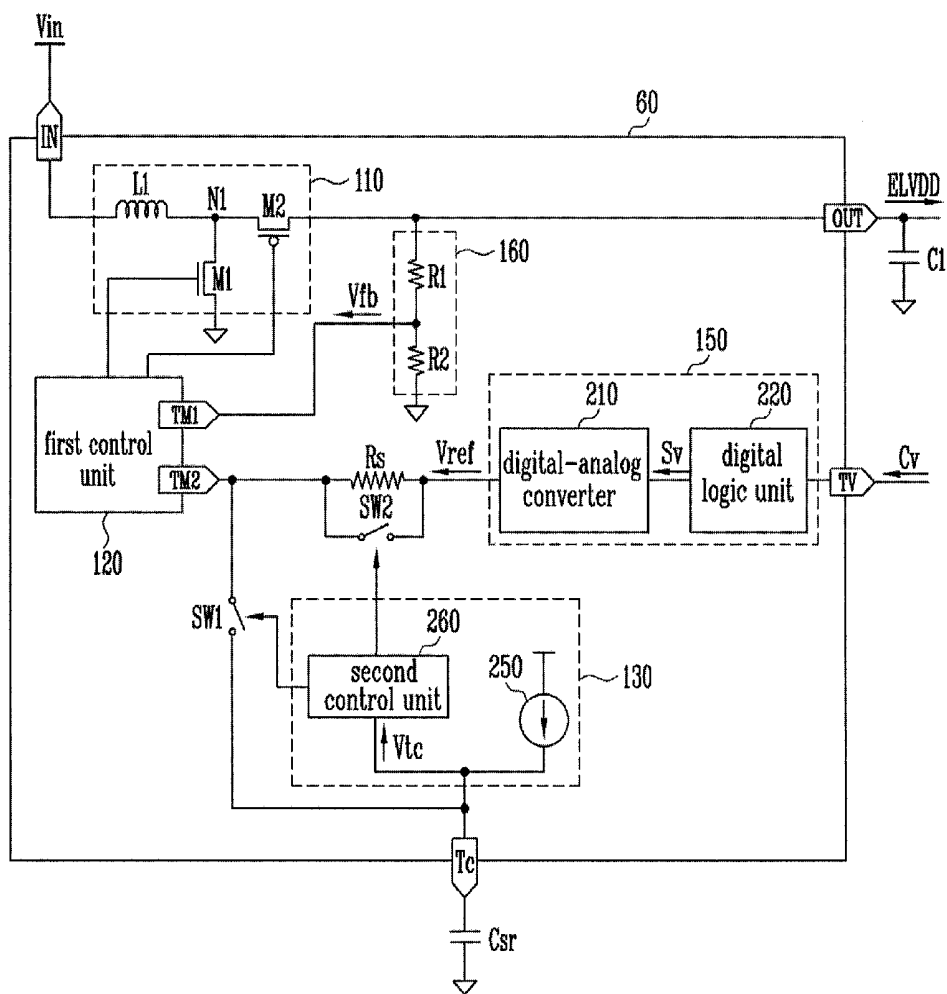 Vin
60
IN
L1
N1
M2
110
ELVDD
OUT
C1
M1
160
R1
Vfb
R2
150
210
220
TM1
first control
unit
TM2
Rs
Vref
digital-analog
converter
Sv
digital
logic unit
TV
Cv
SW2
120
SW1
260
second
control unit
250
130
Vtc
Tc
Csr